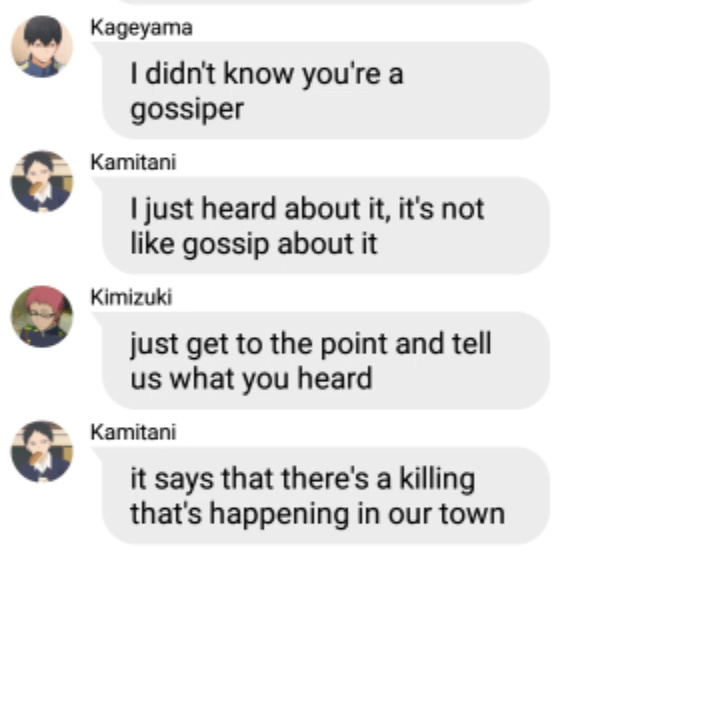 Kageyama
I didn't know you're a
gossiper
Kamitani
I just heard about it, it's not
like gossip about it
Kimizuki
just get to the point and tell
us what you heard
Kamitani
it says that there's a killing
that's happening in our town